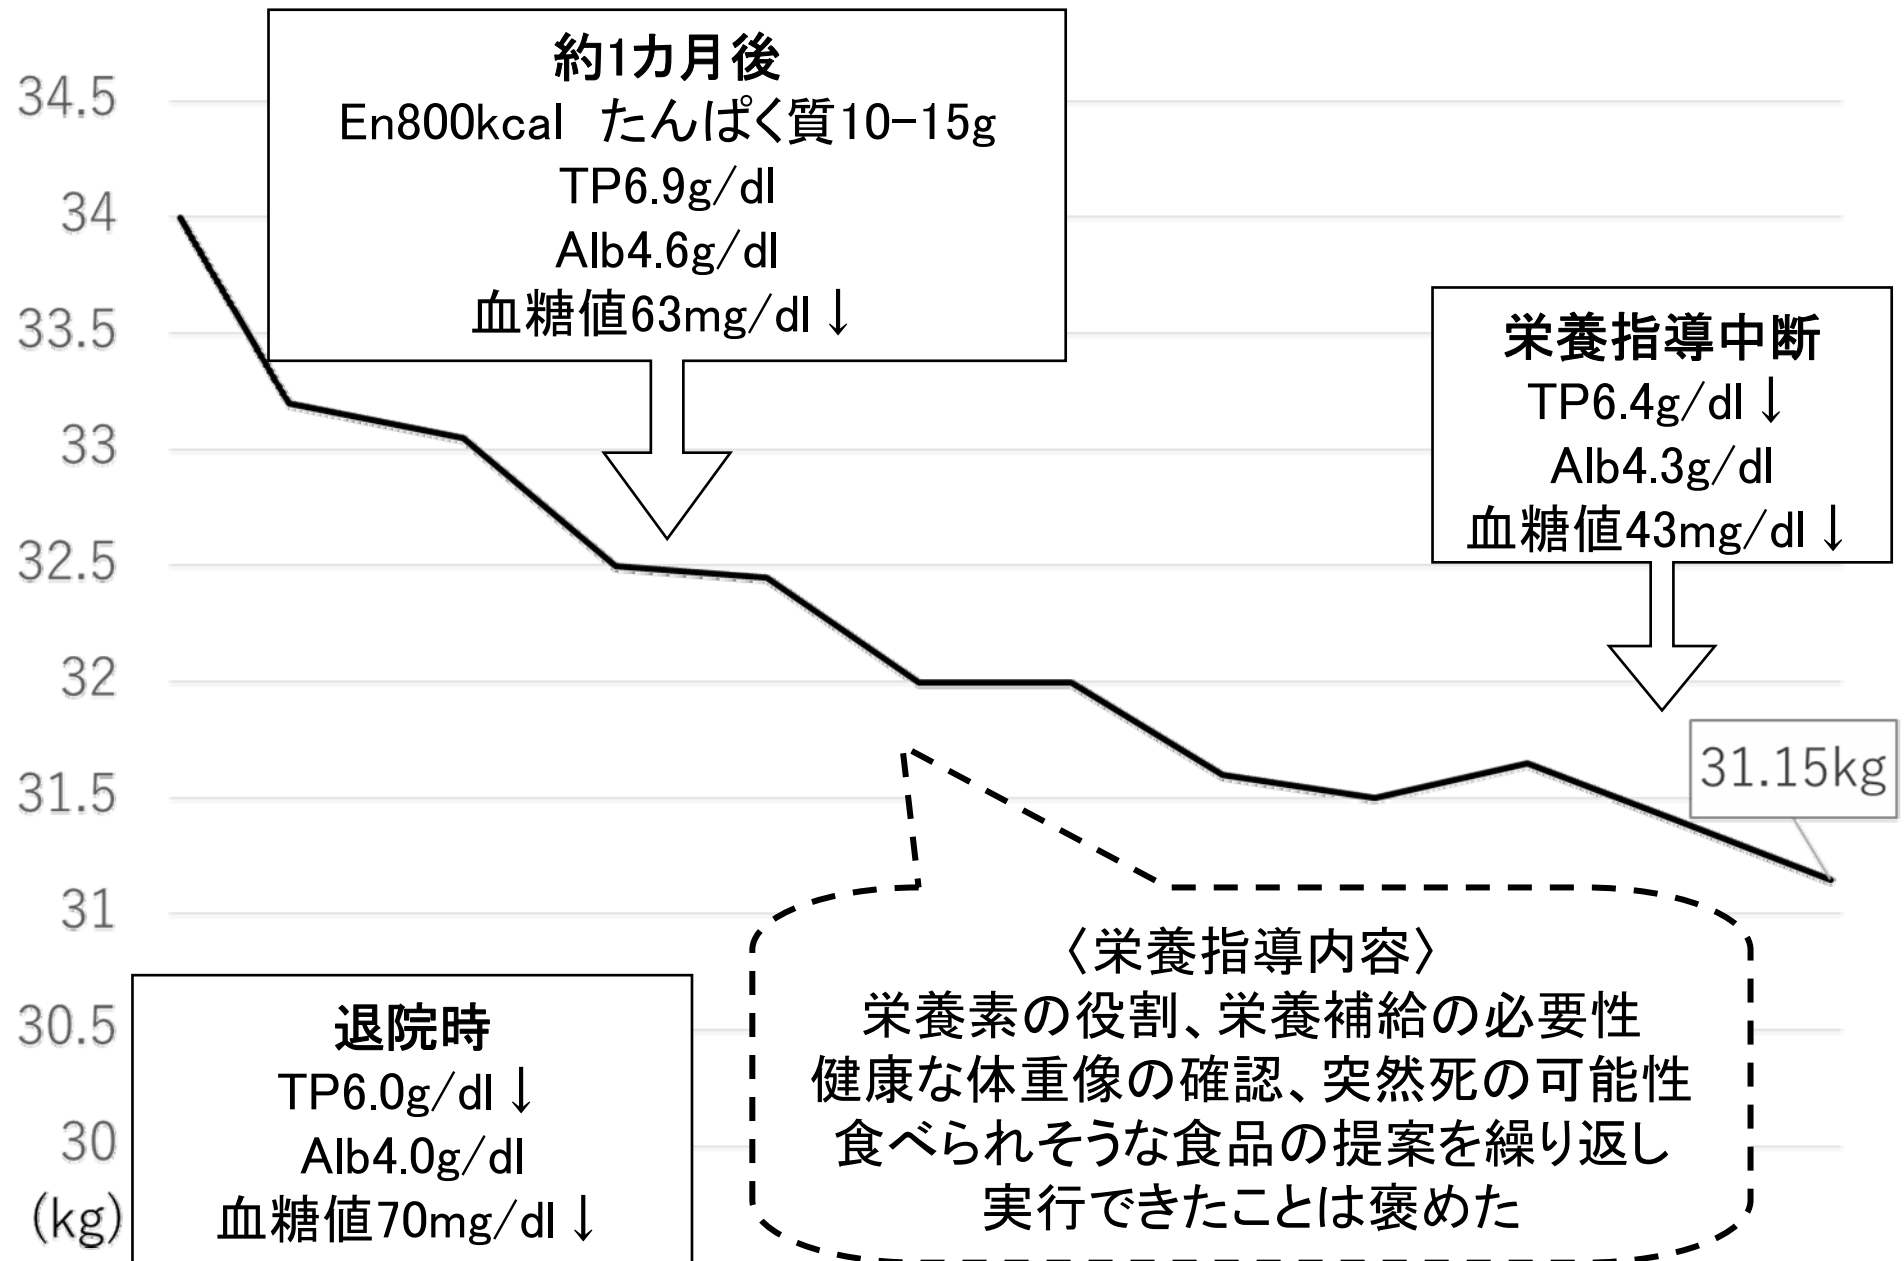 約1カ月後
En800kcal たんぱく質10-15g
TP6.9g/dl
Alb4.6g/dl
血糖値63mg/dl↓
34.5
34
33.5
33
32.5
32
31.5
31
30.5
30
(kg)
栄養指導中断
TP6.4g/dl↓
Alb4.3g/dl
血糖値43mg/dl↓
31.15kg
退院時
TP6.0g/dl↓
Alb4.0g/dl
血糖値70mg/dl↓
〈栄養指導内容〉
栄養素の役割、栄養補給の必要性
健康な体重像の確認、突然死の可能性
食べられそうな食品の提案を繰り返し
実行できたことは褒めた